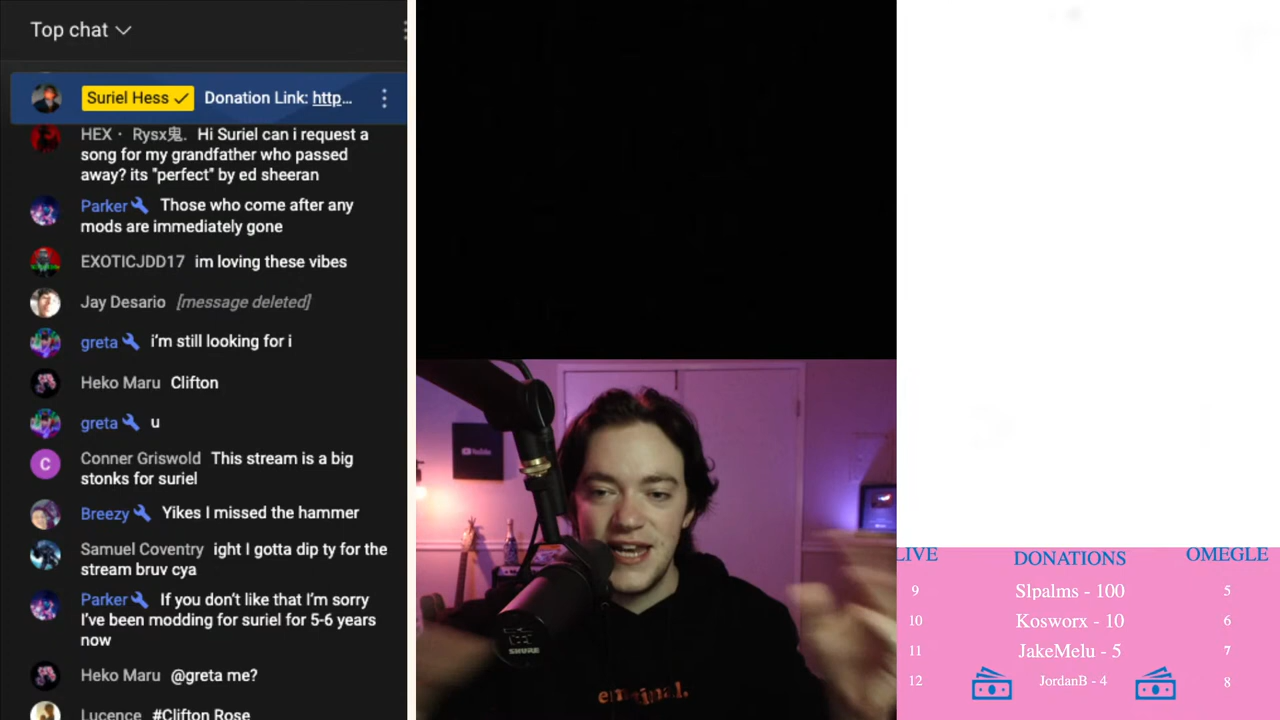 Top chat
Suriel Hess Donation Link: http...
HEX · Rysx鬼. Hi Suriel can i request a
song for my grandfather who passed
away? its "perfect" by ed sheeran
Parker Those who come after any
mods are immediately gone
EXOTICJDD17 im loving these vibes
Jay Desario [message deleted]
greta i’m still looking for i
Heko Maru Clifton
greta u
C
Conner Griswold This stream is a big
stonks for suriel
Breezy Yikes I missed the hammer
Samuel Coventry ight I gotta dip ty for the
stream bruv cya
Parker If you don’t like that I’m sorry
I’ve been modding for suriel for 5-6 years
now
Heko Maru @greta me?
Lucence #Clifton Rose
YouTube
SHURE
LIVE DONATIONS OMEGLE
9 Slpalms - 100 5
10 Kosworx - 10 6
11 JakeMelu - 5 7
12 JordanB - 4 8